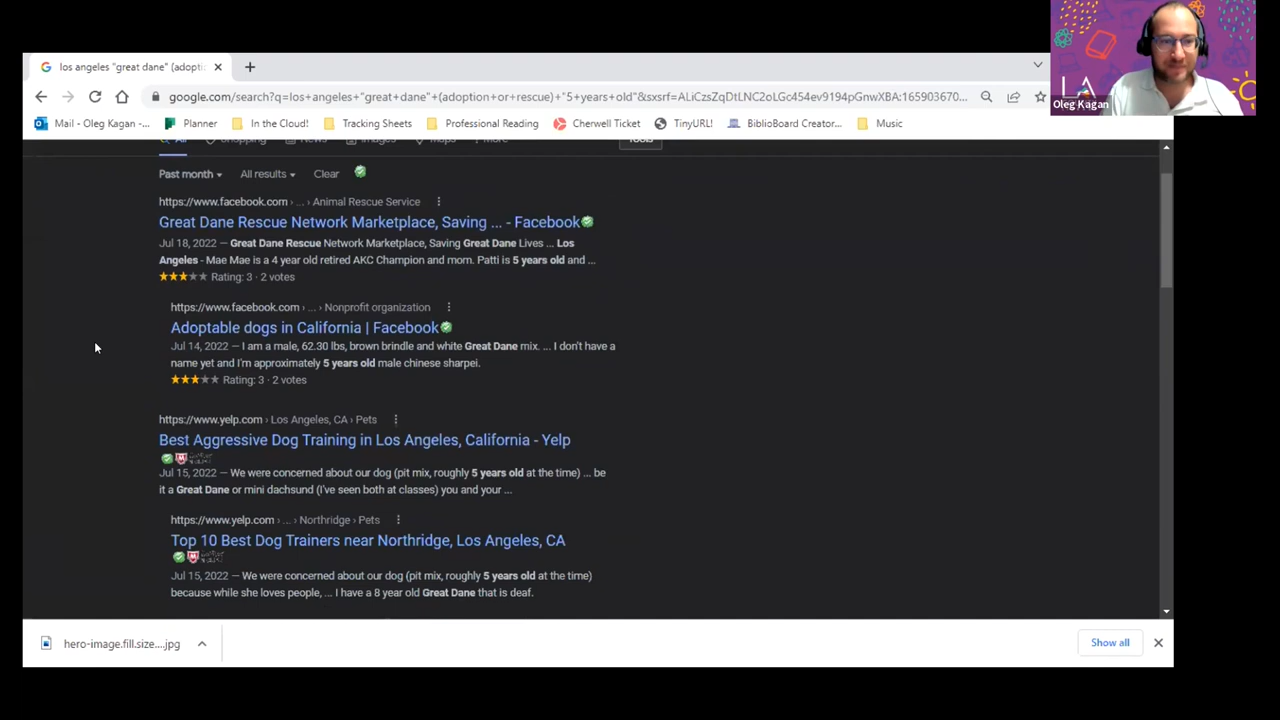 los angeles "great dane" (adopti
google.com/search?q=los+angeles+"great+dane"+(adoption+or+rescue)+"5+years+old"&sxsrf=ALiCzsZqDtLNC2oLGc454ev9194pGnwXBA:165903670...
LA
Oleg Kagan
Mail - Oleg Kagan -...
Planner
In the Cloud!
Tracking Sheets
Professional Reading
Cherwell Ticket
TinyURL!
BiblioBoard Creator...
Music
All
Shopping
News
Images
Maps
More
Tools
Past month
All results
Clear
https://www.facebook.com › ... › Animal Rescue Service
Great Dane Rescue Network Marketplace, Saving ... - Facebook
Jul 18, 2022 — Great Dane Rescue Network Marketplace, Saving Great Dane Lives ... Los
Angeles - Mae Mae is a 4 year old retired AKC Champion and mom. Patti is 5 years old and ...
Rating: 3 · 2 votes
https://www.facebook.com › ... › Nonprofit organization
Adoptable dogs in California | Facebook
Jul 14, 2022 — I am a male, 62.30 lbs, brown brindle and white Great Dane mix. ... I don't have a
name yet and I'm approximately 5 years old male chinese sharpei.
Rating: 3 · 2 votes
https://www.yelp.com › Los Angeles, CA › Pets
Best Aggressive Dog Training in Los Angeles, California - Yelp
Jul 15, 2022 — We were concerned about our dog (pit mix, roughly 5 years old at the time) ... be
it a Great Dane or mini dachsund (I've seen both at classes) you and your ...
https://www.yelp.com › ... › Northridge › Pets
Top 10 Best Dog Trainers near Northridge, Los Angeles, CA
Jul 15, 2022 — We were concerned about our dog (pit mix, roughly 5 years old at the time)
because while she loves people, ... I have a 8 year old Great Dane that is deaf.
hero-image.fill.size....jpg
Show all